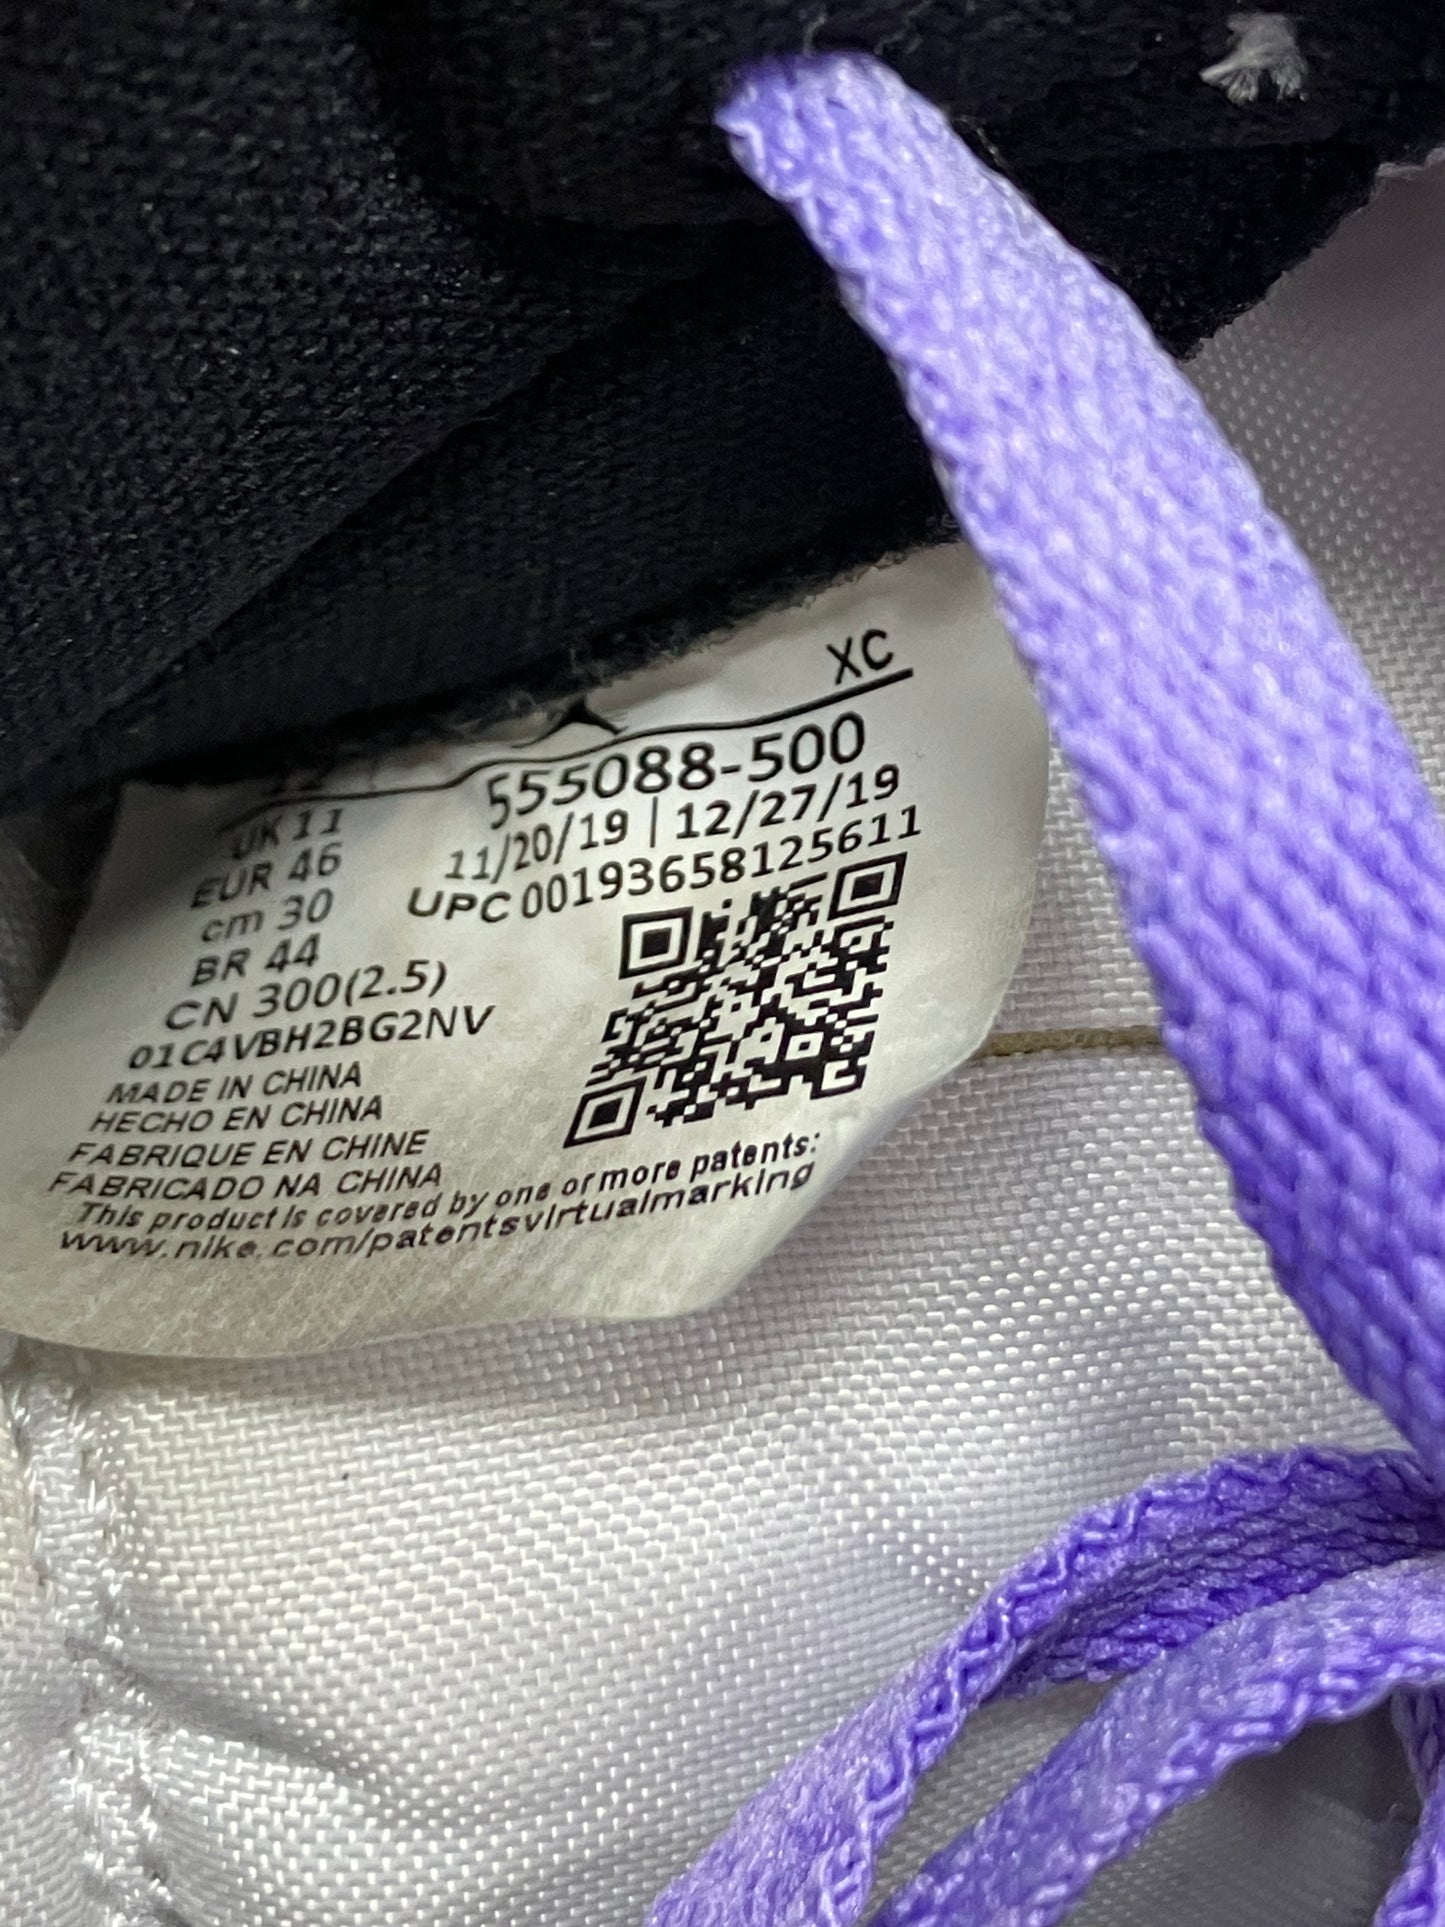 XC
555088-500
UK 11
11/20/19 | 12/27/19
EUR 46
UPC 00193658125611
cm 30
BR 44
CN 300(2.5)
01C4VBH2BG2NV
MADE IN CHINA
HECHO EN CHINA
FABRIQUE EN CHINE
FABRICADO NA CHINA
This product is covered by one or more patents:
www.nike.com/patentsvirtualmarking